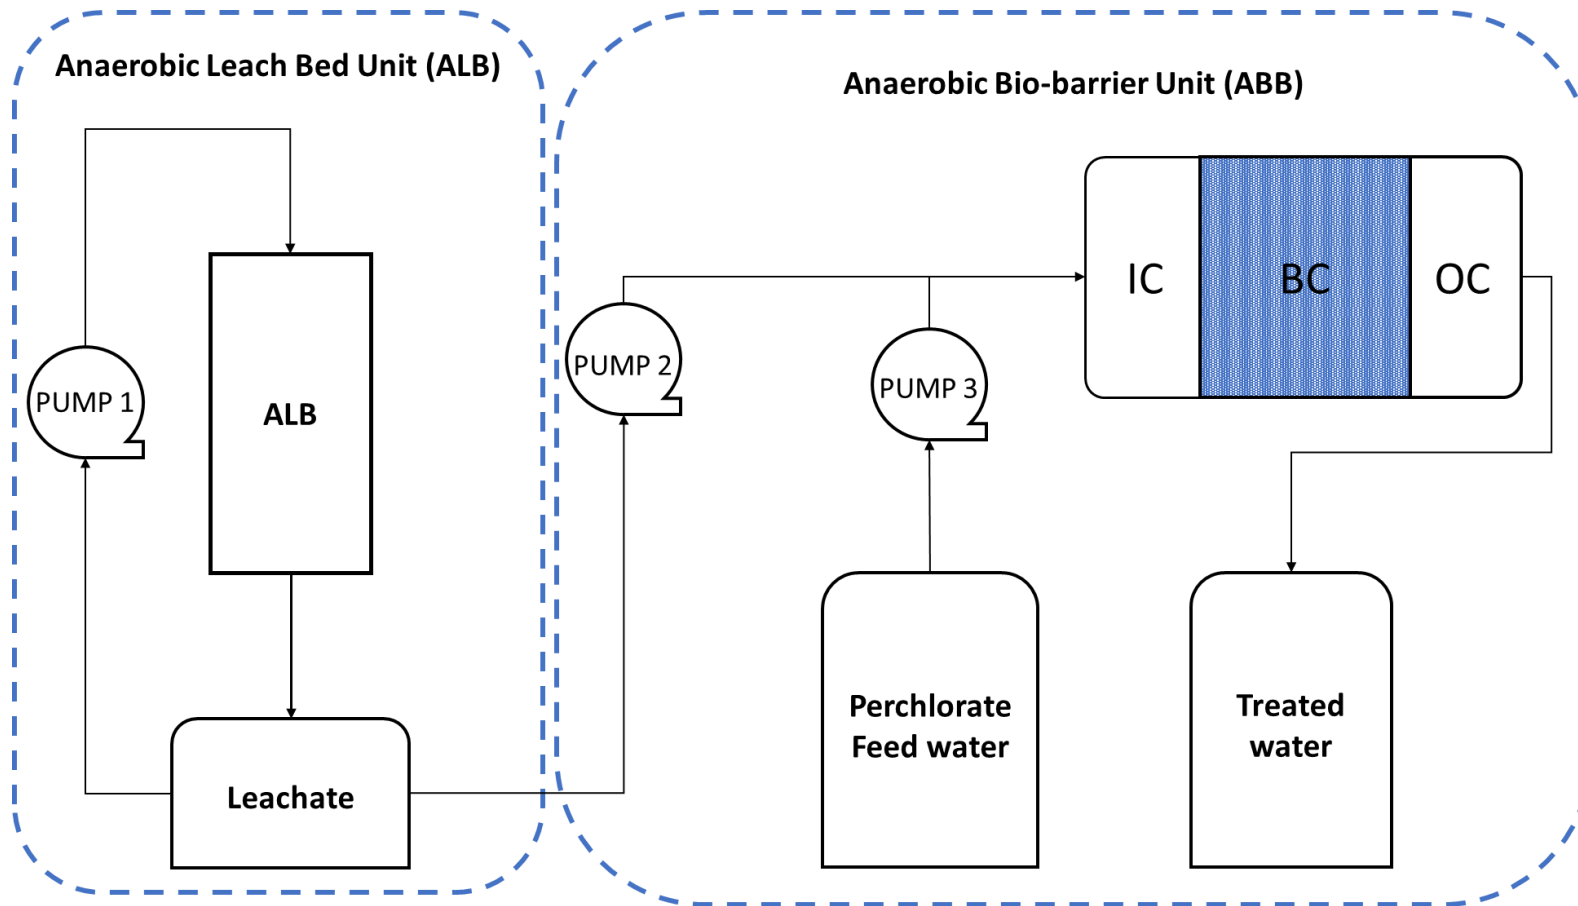 Anaerobic Leach Bed Unit (ALB)
Anaerobic Bio-barrier Unit (ABB)
IC
BC
OC
PUMP 2
PUMP 3
PUMP 1
ALB
Perchlorate
Feed water
Treated
water
Leachate